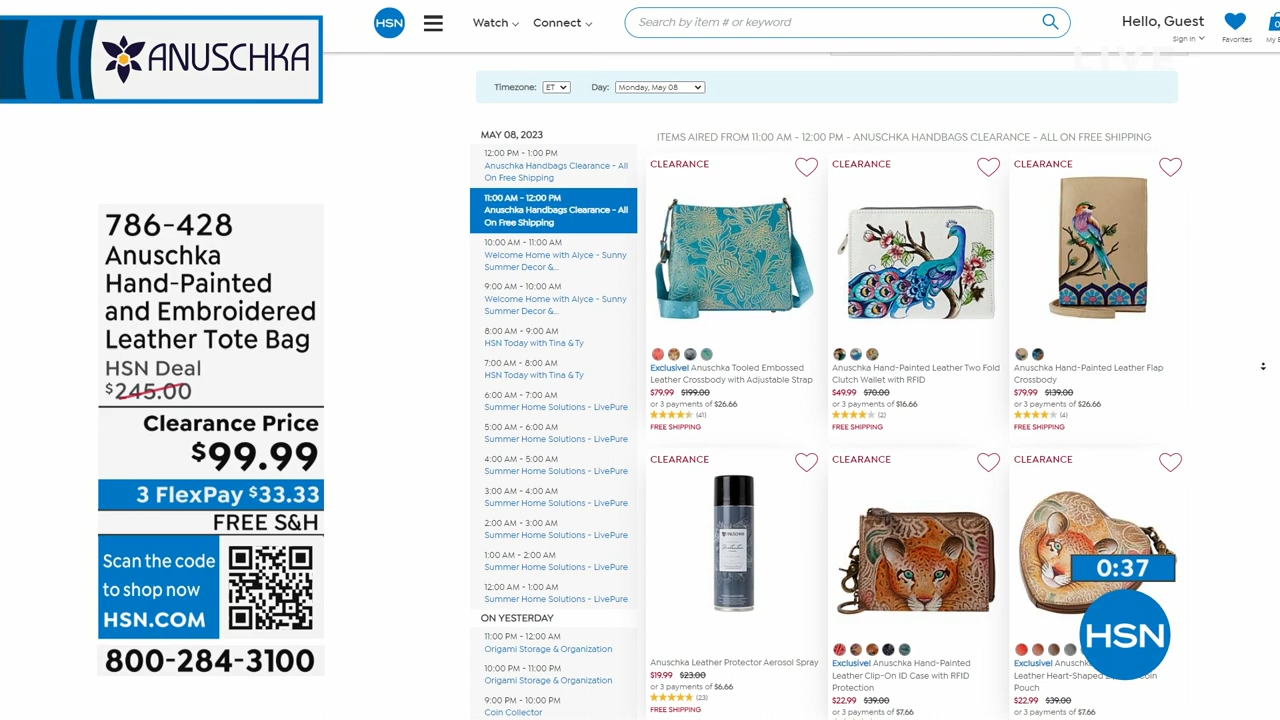 ANUSCHKA
786-428
Anuschka
Hand-Painted
and Embroidered
Leather Tote Bag
HSN Deal
$245.00
Clearance Price
$99.99
3 FlexPay $33.33
FREE S&H
Scan the code
to shop now
HSN.COM
800-284-3100
HSN
Watch
Connect
Search by item # or keyword
Hello, Guest
Sign In
Favorites
0
My
LIVE
Timezone:
ET
Day:
Monday, May 08
MAY 08, 2023
12:00 PM - 1:00 PM
Anuschka Handbags Clearance - All
On Free Shipping
11:00 AM - 12:00 PM
Anuschka Handbags Clearance - All
On Free Shipping
10:00 AM - 11:00 AM
Welcome Home with Alyce - Sunny
Summer Decor &...
9:00 AM - 10:00 AM
Welcome Home with Alyce - Sunny
Summer Decor &...
8:00 AM - 9:00 AM
HSN Today with Tina & Ty
7:00 AM - 8:00 AM
HSN Today with Tina & Ty
6:00 AM - 7:00 AM
Summer Home Solutions - LivePure
5:00 AM - 6:00 AM
Summer Home Solutions - LivePure
4:00 AM - 5:00 AM
Summer Home Solutions - LivePure
3:00 AM - 4:00 AM
Summer Home Solutions - LivePure
2:00 AM - 3:00 AM
Summer Home Solutions - LivePure
1:00 AM - 2:00 AM
Summer Home Solutions - LivePure
12:00 AM - 1:00 AM
Summer Home Solutions - LivePure
ON YESTERDAY
11:00 PM - 12:00 AM
Origami Storage & Organization
10:00 PM - 11:00 PM
Origami Storage & Organization
9:00 PM - 10:00 PM
Coin Collector
ITEMS AIRED FROM 11:00 AM - 12:00 PM - ANUSCHKA HANDBAGS CLEARANCE - ALL ON FREE SHIPPING
CLEARANCE
Exclusive! Anuschka Tooled Embossed
Leather Crossbody with Adjustable Strap
$79.99 $199.00
or 3 payments of $26.66
(41)
FREE SHIPPING
CLEARANCE
Anuschka Hand-Painted Leather Two Fold
Clutch Wallet with RFID
$49.99 $70.00
or 3 payments of $16.66
(2)
FREE SHIPPING
CLEARANCE
Anuschka Hand-Painted Leather Flap
Crossbody
$79.99 $139.00
or 3 payments of $26.66
(4)
FREE SHIPPING
CLEARANCE
ANUSCHKA
Anuschka Leather Protector Aerosol Spray
$19.99 $23.00
or 3 payments of $6.66
(23)
FREE SHIPPING
CLEARANCE
Exclusive! Anuschka Hand-Painted
Leather Clip-On ID Case with RFID
Protection
$22.99 $39.00
or 3 payments of $7.66
CLEARANCE
Exclusive!
Leather Heart-Shaped
Pouch
$22.99 $39.00
or 3 payments of $7.66
0:37
HSN